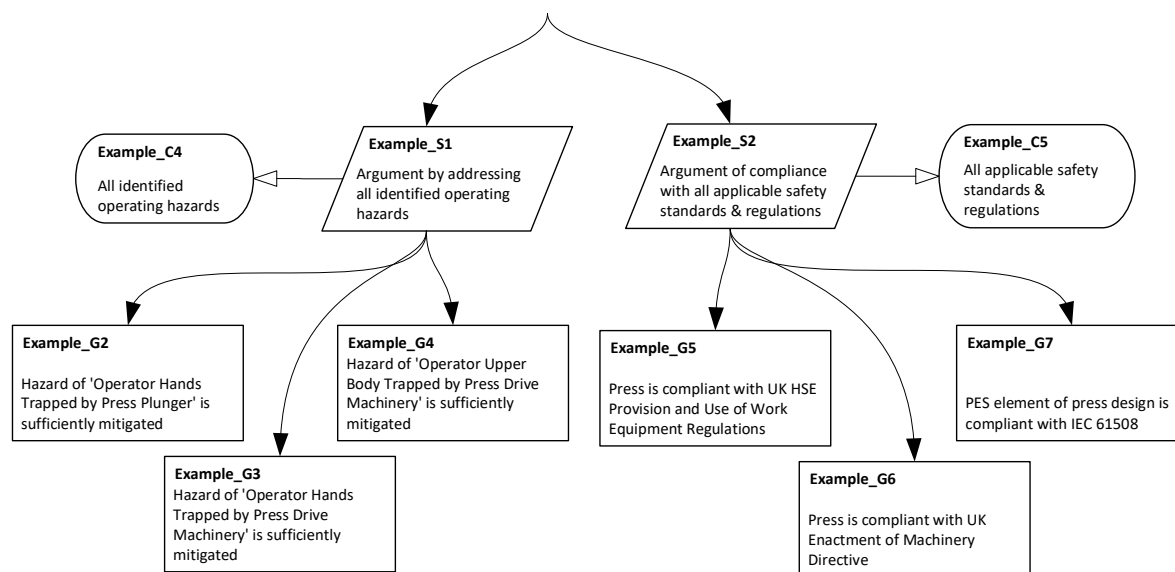 Example_C4
All identified
operating hazards
Example_S1
Argument by addressing
all identified operating
hazards
Example_S2
Argument of compliance
with all applicable safety
standards & regulations
Example_C5
All applicable safety
standards &
regulations
Example_G2
Hazard of 'Operator Hands
Trapped by Press Plunger' is
sufficiently mitigated
Example_G4
Hazard of 'Operator Upper
Body Trapped by Press Drive
Machinery' is sufficiently
mitigated
Example_G5
Press is compliant with UK HSE
Provision and Use of Work
Equipment Regulations
Example_G7
PES element of press design is
compliant with IEC 61508
Example_G3
Hazard of 'Operator Hands
Trapped by Press Drive
Machinery' is sufficiently
mitigated
Example_G6
Press is compliant with UK
Enactment of Machinery
Directive